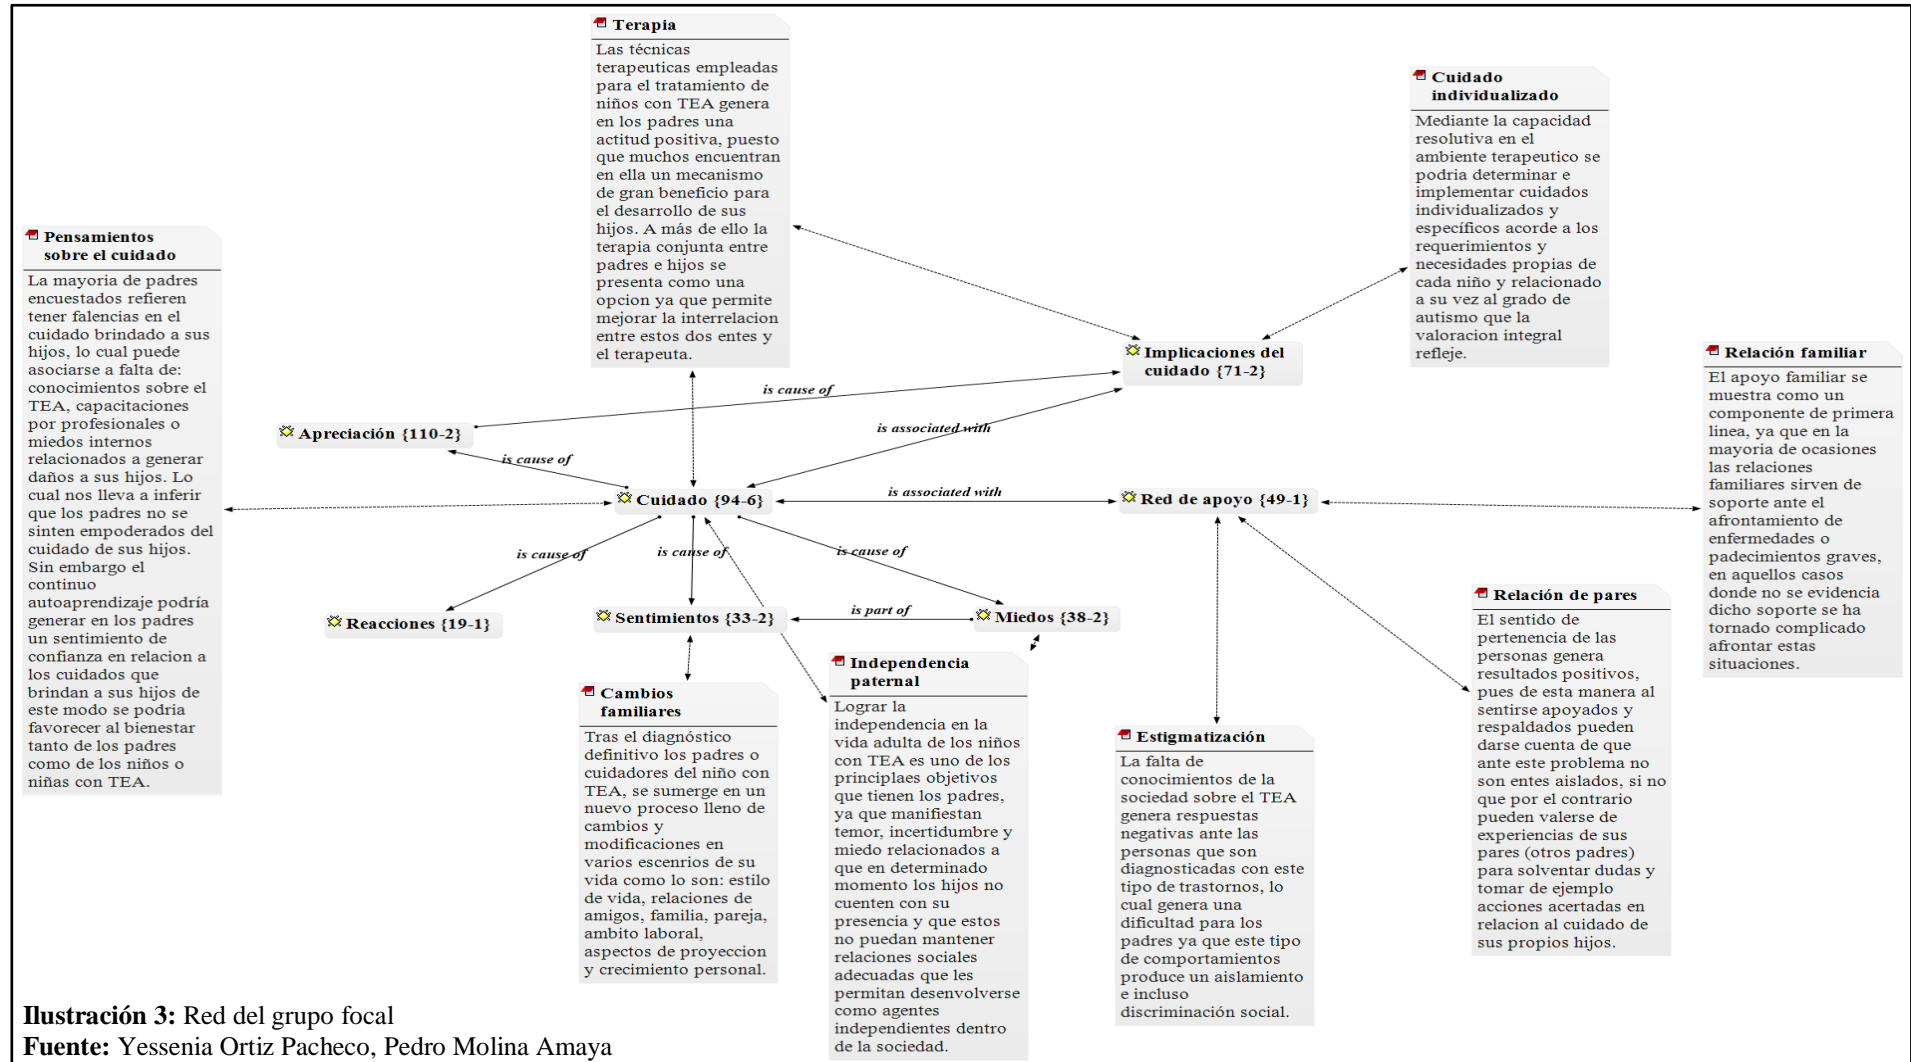 Terapia
Las técnicas
terapeuticas empleadas
para el tratamiento de
niños con TEA genera
en los padres una
actitud positiva, puesto
que muchos encuentran
en ella un mecanismo
de gran beneficio para
el desarrollo de sus
hijos. A más de ello la
terapia conjunta entre
padres e hijos se
presenta como una
opcion ya que permite
mejorar la interrelacion
entre estos dos entes y
el terapeuta.
Cuidado
individualizado
Mediante la capacidad
resolutiva en el
ambiente terapeutico se
podria determinar e
implementar cuidados
individualizados y
específicos acorde a los
requerimientos y
necesidades propias de
cada niño y relacionado
a su vez al grado de
autismo que la
valoracion integral
refleje.
Pensamientos
sobre el cuidado
La mayoria de padres
encuestados refieren
tener falencias en el
cuidado brindado a sus
hijos, lo cual puede
asociarse a falta de:
conocimientos sobre el
TEA, capacitaciones
por profesionales o
miedos internos
relacionados a generar
daños a sus hijos. Lo
cual nos lleva a inferir
que los padres no se
sinten empoderados del
cuidado de sus hijos.
Sin embargo el
continuo
autoaprendizaje podría
generar en los padres
un sentimiento de
confianza en relacion a
los cuidados que
brindan a sus hijos de
este modo se podria
favorecer al bienestar
tanto de los padres
como de los niños o
niñas con TEA.
Implicaciones del
cuidado {71-2}
is cause of
Apreciación {110-2}
is associated with
is cause of
Cuidado {94-6}
is associated with
Red de apoyo {49-1}
is cause of
is cause of
is cause of
Reacciones {19-1}
Sentimientos {33-2}
is part of
Miedos {38-2}
Relación familiar
El apoyo familiar se
muestra como un
componente de primera
linea, ya que en la
mayoria de ocasiones
las relaciones
familiares sirven de
soporte ante el
afrontamiento de
enfermedades o
padecimientos graves,
en aquellos casos
donde no se evidencia
dicho soporte se ha
tornado complicado
afrontar estas
situaciones.
Cambios
familiares
Tras el diagnóstico
definitivo los padres o
cuidadores del niño con
TEA, se sumerge en un
nuevo proceso lleno de
cambios y
modificaciones en
varios escenrios de su
vida como lo son: estilo
de vida, relaciones de
amigos, familia, pareja,
ambito laboral,
aspectos de proyeccion
y crecimiento personal.
Independencia
paternal
Lograr la
independencia en la
vida adulta de los niños
con TEA es uno de los
principlaes objetivos
que tienen los padres,
ya que manifiestan
temor, incertidumbre y
miedo relacionados a
que en determinado
momento los hijos no
cuenten con su
presencia y que estos
no puedan mantener
relaciones sociales
adecuadas que les
permitan desenvolverse
como agentes
independientes dentro
de la sociedad.
Estigmatización
La falta de
conocimientos de la
sociedad sobre el TEA
genera respuestas
negativas ante las
personas que son
diagnosticadas con este
tipo de trastornos, lo
cual genera una
dificultad para los
padres ya que este tipo
de comportamientos
produce un aislamiento
e incluso
discriminación social.
Relación de pares
El sentido de
pertenencia de las
personas genera
resultados positivos,
pues de esta manera al
sentirse apoyados y
respaldados pueden
darse cuenta de que
ante este problema no
son entes aislados, si no
que por el contrario
pueden valerse de
experiencias de sus
pares (otros padres)
para solventar dudas y
tomar de ejemplo
acciones acertadas en
relacion al cuidado de
sus propios hijos.
Ilustración 3: Red del grupo focal
Fuente: Yessenia Ortiz Pacheco, Pedro Molina Amaya